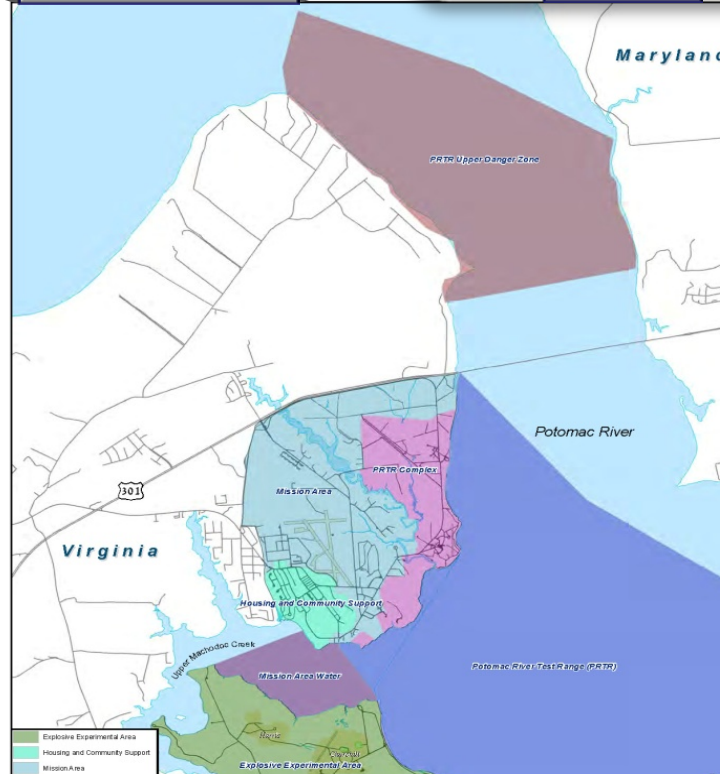 Maryland
PRTR Upper Danger Zone
Potomac River
PRTR Complex
301
Mission Area
Virginia
Housing and Community Support
Upper Machodoc Creek
Mission Area Water
Potomac River Test Range (PRTR)
Harris
Explosive Experimental Area
Explosive Experimental Area
Housing and Community Support
Mission Area